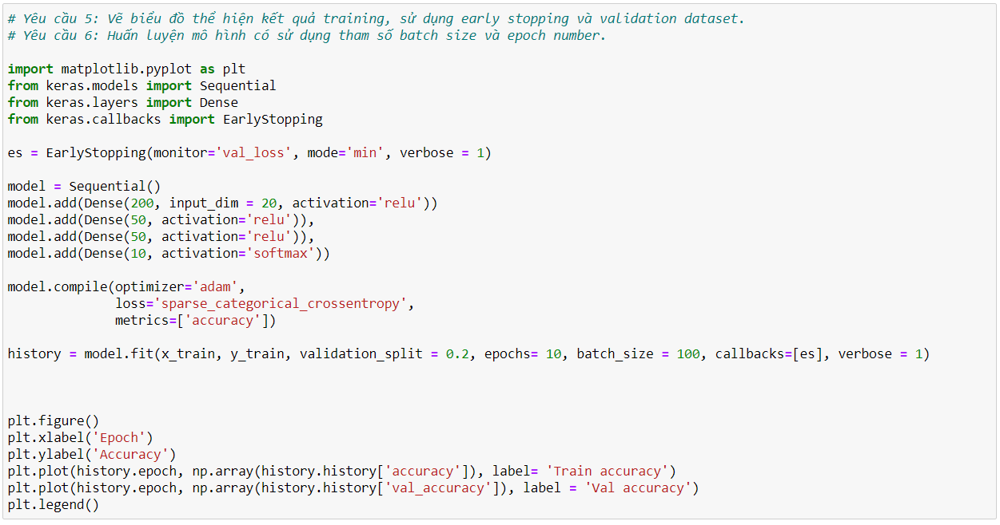 # Yêu cầu 5: Vẽ biểu đồ thể hiện kết quả training, sử dụng early stopping và validation dataset.
# Yêu cầu 6: Huấn luyện mô hình có sử dụng tham số batch size và epoch number.
import matplotlib.pyplot as plt
from keras.models import Sequential
from keras.layers import Dense
from keras.callbacks import EarlyStopping
es = EarlyStopping(monitor='val_loss', mode='min', verbose = 1)
model = Sequential()
model.add(Dense(200, input_dim = 20, activation='relu'))
model.add(Dense(50, activation='relu')),
model.add(Dense(50, activation='relu')),
model.add(Dense(10, activation='softmax'))
model.compile(optimizer='adam',
              loss='sparse_categorical_crossentropy',
              metrics=['accuracy'])
history = model.fit(x_train, y_train, validation_split = 0.2, epochs= 10, batch_size = 100, callbacks=[es], verbose = 1)
plt.figure()
plt.xlabel('Epoch')
plt.ylabel('Accuracy')
plt.plot(history.epoch, np.array(history.history['accuracy']), label= 'Train accuracy')
plt.plot(history.epoch, np.array(history.history['val_accuracy']), label = 'Val accuracy')
plt.legend()